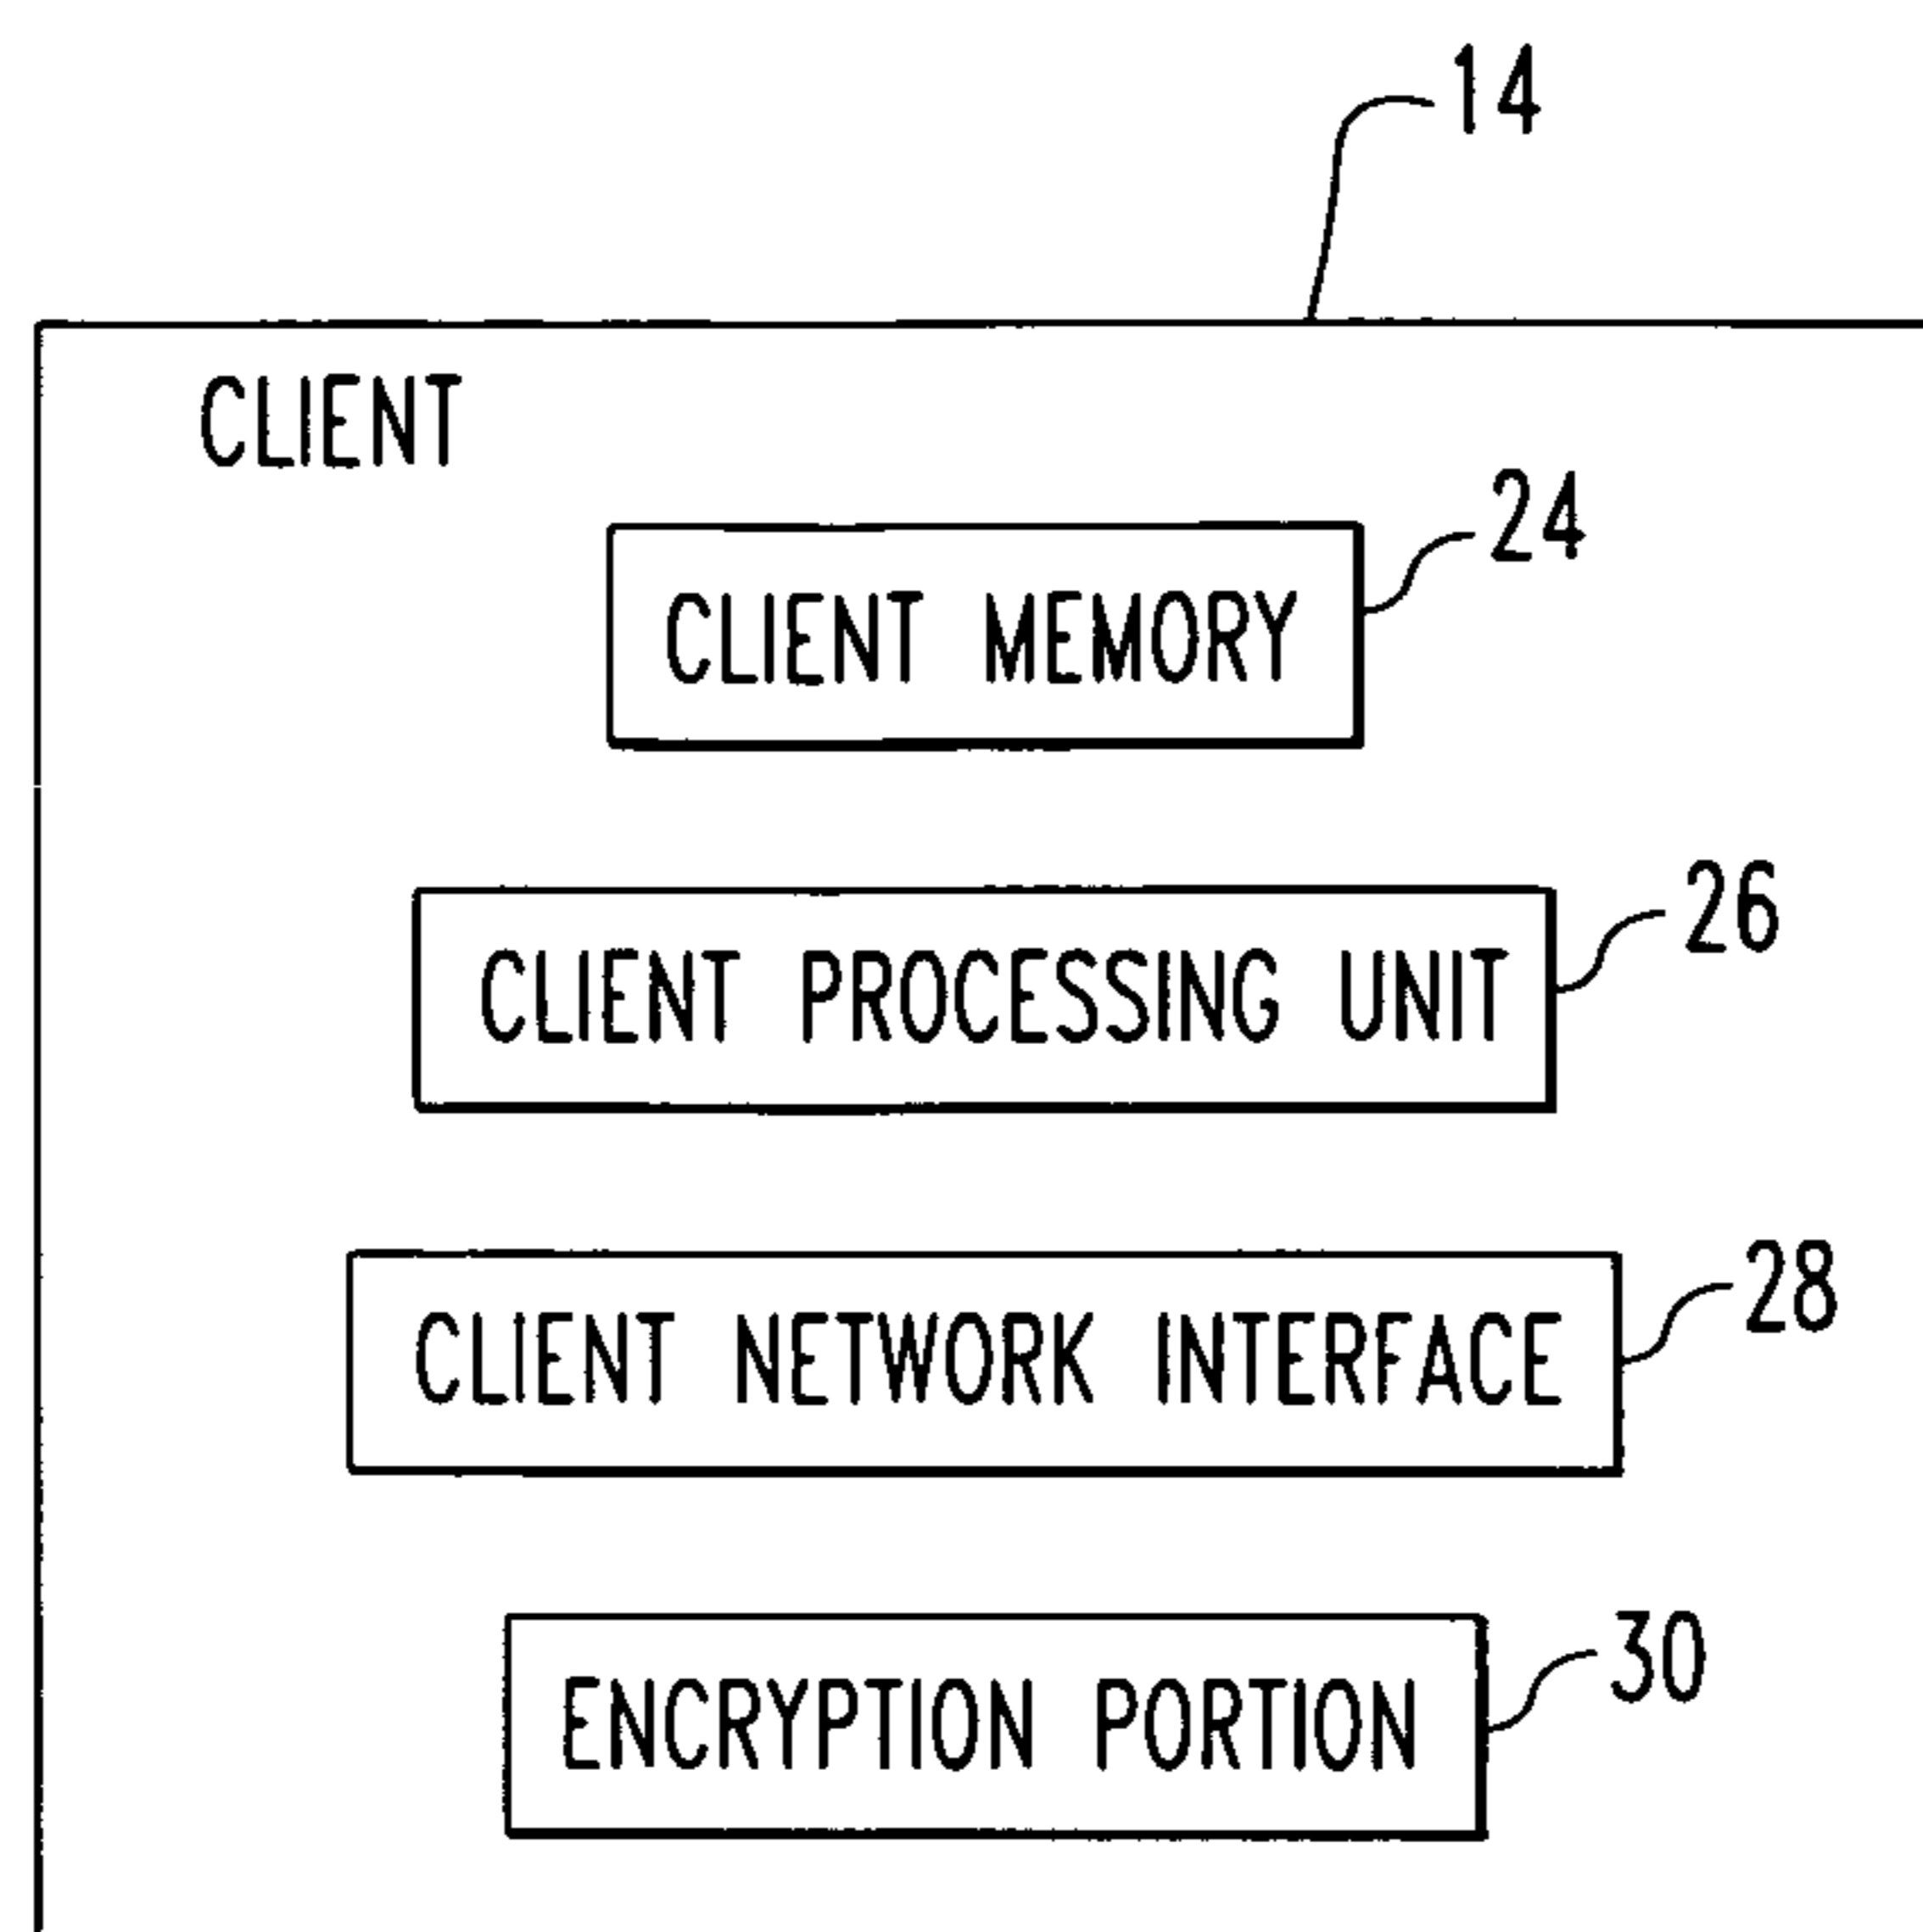 14
CLIENT
24
CLIENT MEMORY
26
CLIENT PROCESSING UNIT
28
CLIENT NETWORK INTERFACE
30
ENCRYPTION PORTION